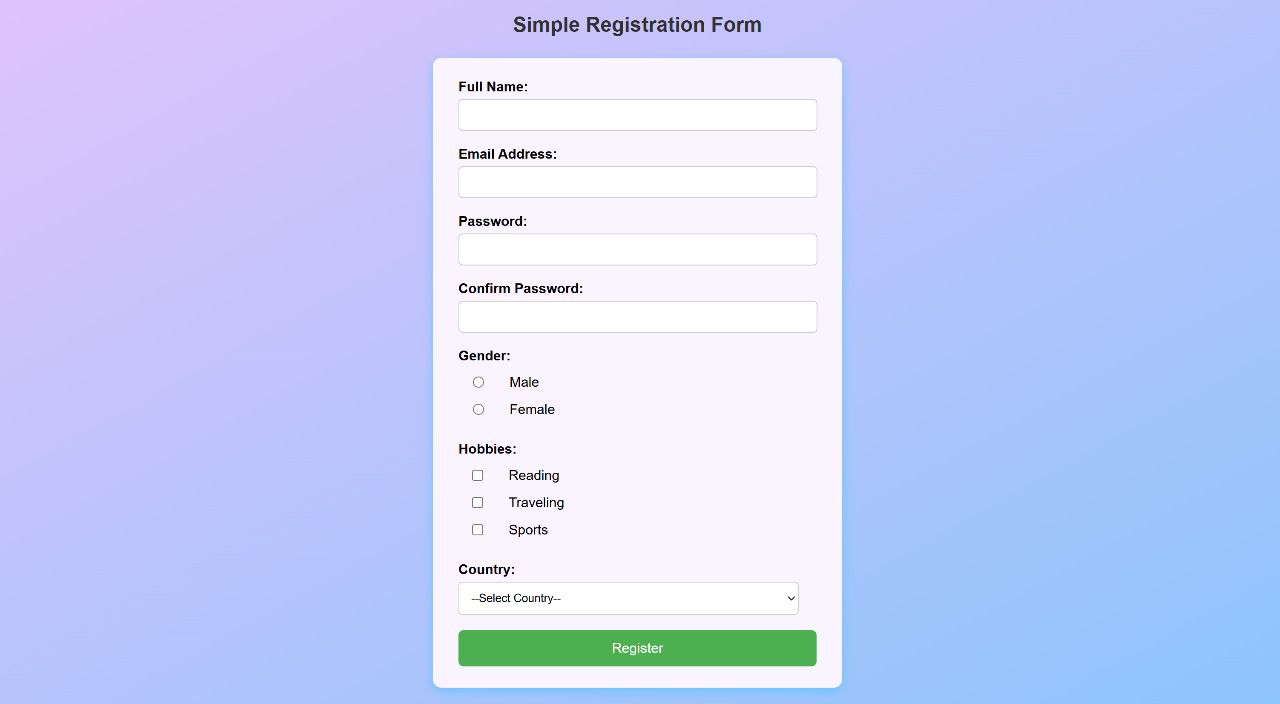 Simple Registration Form
Full Name:
Email Address:
Password:
Confirm Password:
Gender:
Male
Female
Hobbies:
Reading
Traveling
Sports
Country:
--Select Country--
Register